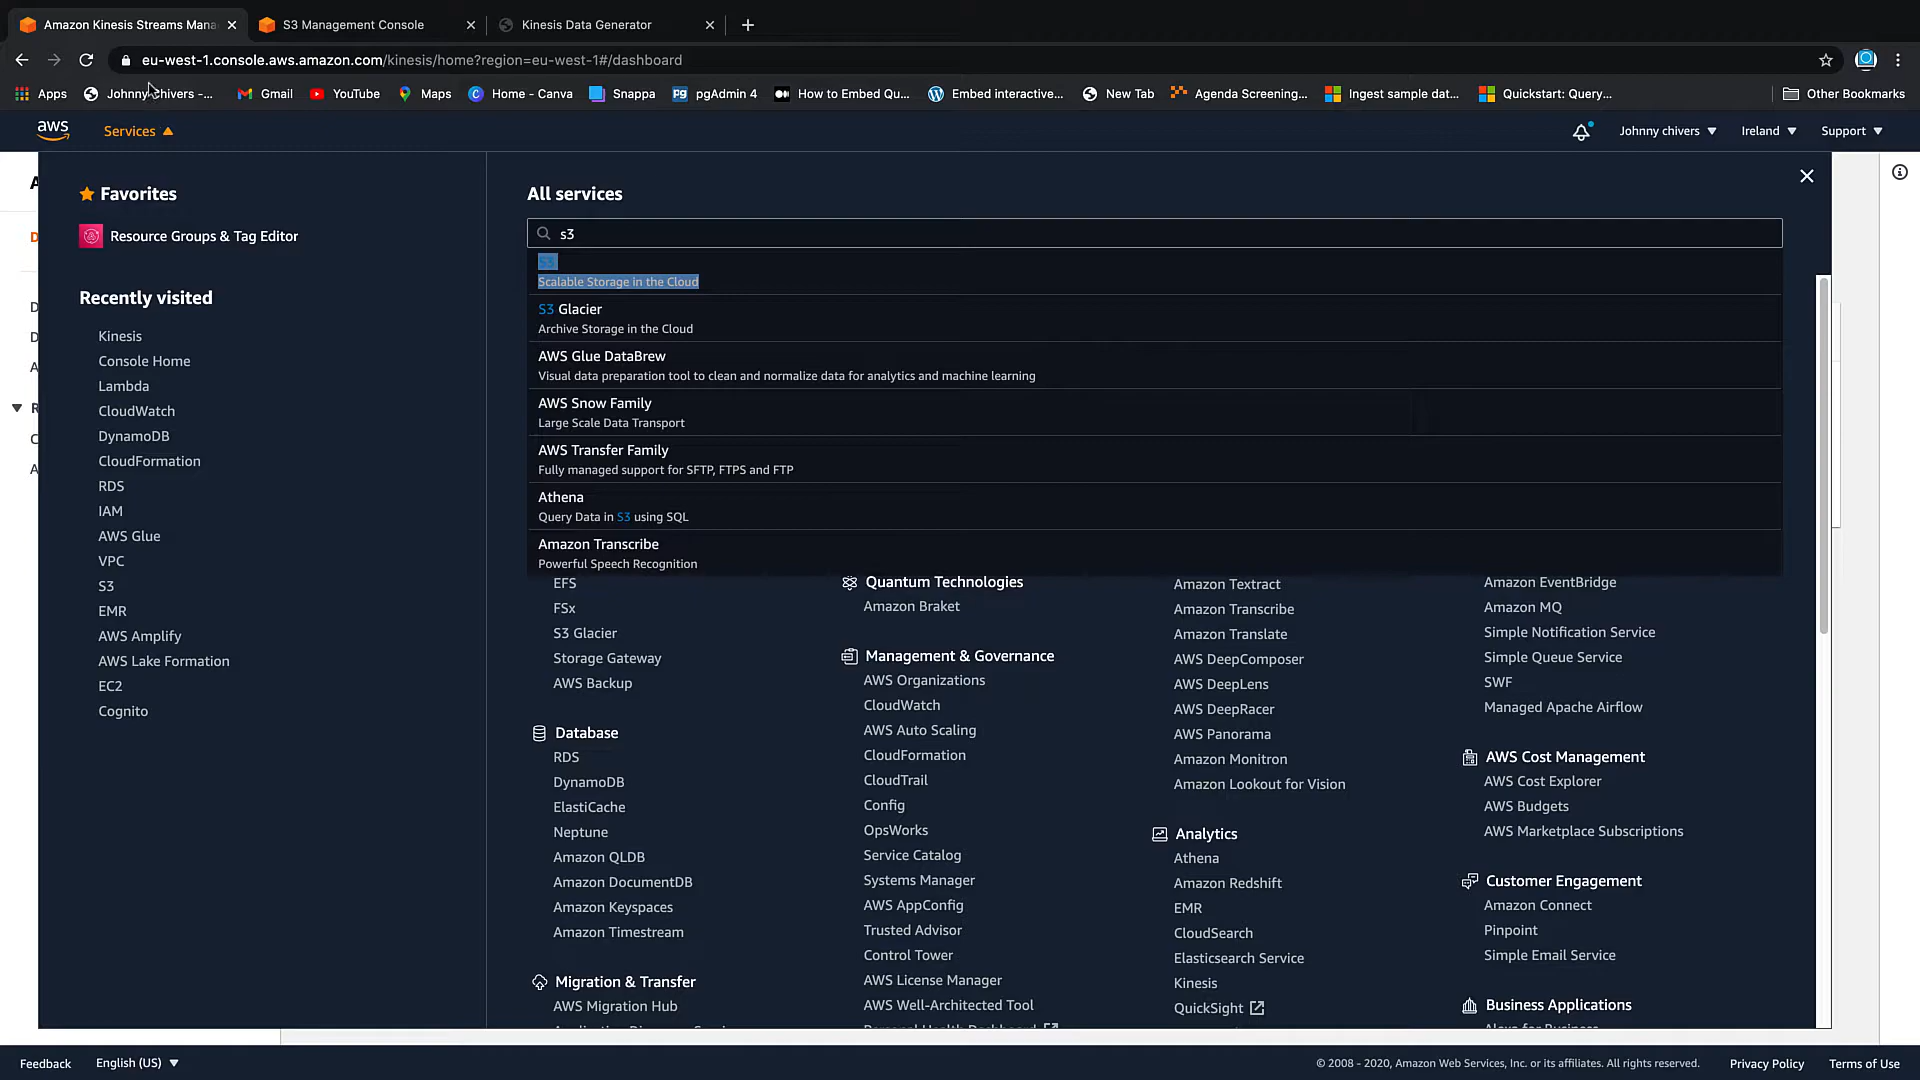 Amazon Kinesis Streams Mana
S3 Management Console
Kinesis Data Generator
eu-west-1.console.aws.amazon.com/kinesis/home?region=eu-west-1#/dashboard
Apps
Johnny Chivers -...
Gmail
YouTube
Maps
Home - Canva
Snappa
pgAdmin 4
How to Embed Qu...
Embed interactive...
New Tab
Agenda Screening...
Ingest sample dat...
Quickstart: Query...
Other Bookmarks
aws
Services
Johnny chivers
Ireland
Support
Favorites
Resource Groups & Tag Editor
Recently visited
Kinesis
Console Home
Lambda
CloudWatch
DynamoDB
CloudFormation
RDS
IAM
AWS Glue
VPC
S3
EMR
AWS Amplify
AWS Lake Formation
EC2
Cognito
All services
s3
S3
Scalable Storage in the Cloud
S3 Glacier
Archive Storage in the Cloud
AWS Glue DataBrew
Visual data preparation tool to clean and normalize data for analytics and machine learning
AWS Snow Family
Large Scale Data Transport
AWS Transfer Family
Fully managed support for SFTP, FTPS and FTP
Athena
Query Data in S3 using SQL
Amazon Transcribe
Powerful Speech Recognition
EFS
FSx
S3 Glacier
Storage Gateway
AWS Backup
Database
RDS
DynamoDB
ElastiCache
Neptune
Amazon QLDB
Amazon DocumentDB
Amazon Keyspaces
Amazon Timestream
Migration & Transfer
AWS Migration Hub
Quantum Technologies
Amazon Braket
Management & Governance
AWS Organizations
CloudWatch
AWS Auto Scaling
CloudFormation
CloudTrail
Config
OpsWorks
Service Catalog
Systems Manager
AWS AppConfig
Trusted Advisor
Control Tower
AWS License Manager
AWS Well-Architected Tool
Personal Health Dashboard
Amazon Textract
Amazon Transcribe
Amazon Translate
AWS DeepComposer
AWS DeepLens
AWS DeepRacer
AWS Panorama
Amazon Monitron
Amazon Lookout for Vision
Analytics
Athena
Amazon Redshift
EMR
CloudSearch
Elasticsearch Service
Kinesis
QuickSight
Amazon EventBridge
Amazon MQ
Simple Notification Service
Simple Queue Service
SWF
Managed Apache Airflow
AWS Cost Management
AWS Cost Explorer
AWS Budgets
AWS Marketplace Subscriptions
Customer Engagement
Amazon Connect
Pinpoint
Simple Email Service
Business Applications
Feedback
English (US)
© 2008 - 2020, Amazon Web Services, Inc. or its affiliates. All rights reserved.
Privacy Policy
Terms of Use